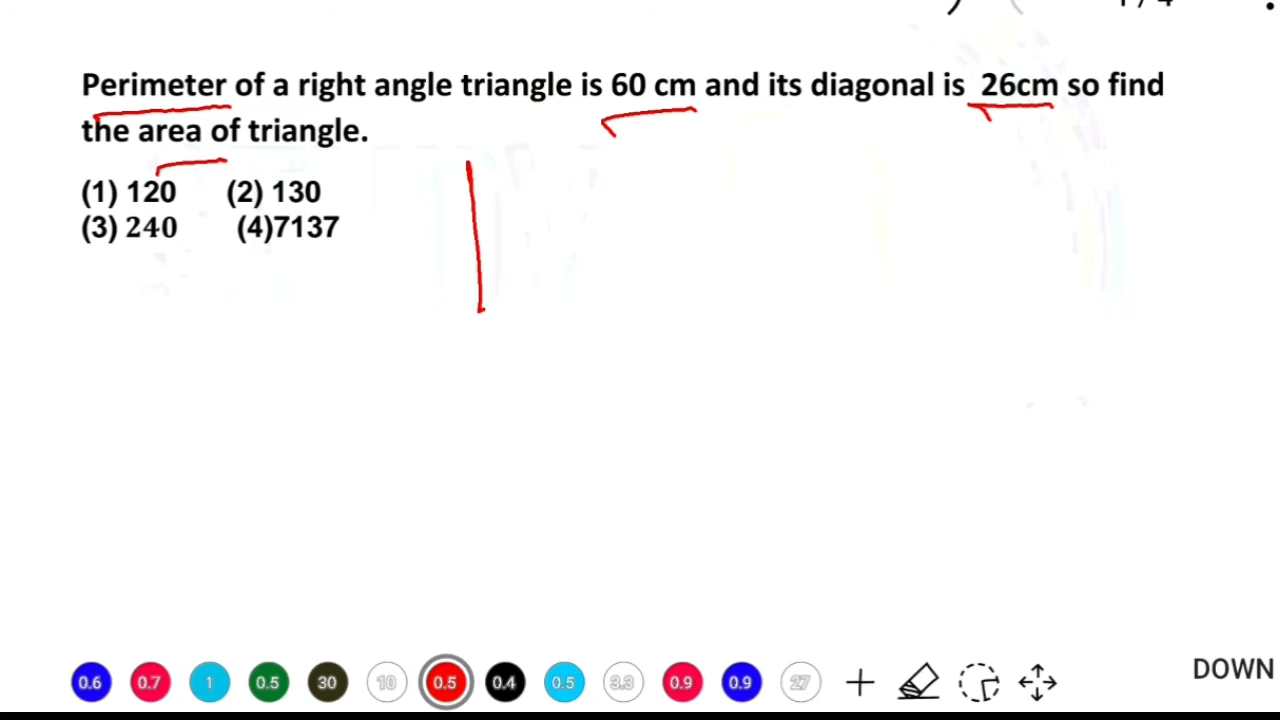 Perimeter of a right angle triangle is 60 cm and its diagonal is 26cm so find
the area of triangle.
(1) 120 (2) 130
(3) 240 (4)7137
0.6 0.7 1 0.5 30 10 0.5 0.4 0.5 3.3 0.9 0.9 27 DOWN